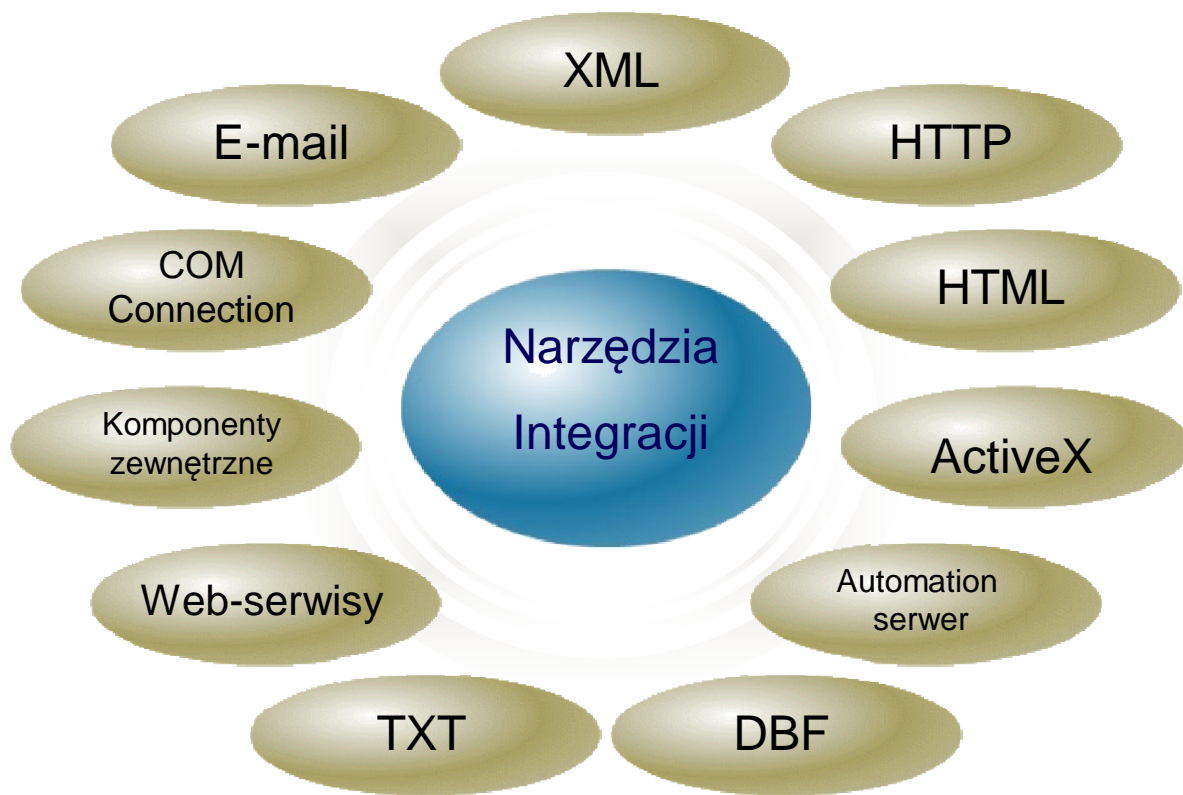 XML
E-mail
HTTP
COM
Connection
HTML
Narzędzia
Integracji
Komponenty
zewnętrzne
ActiveX
Web-serwisy
Automation
serwer
TXT
DBF